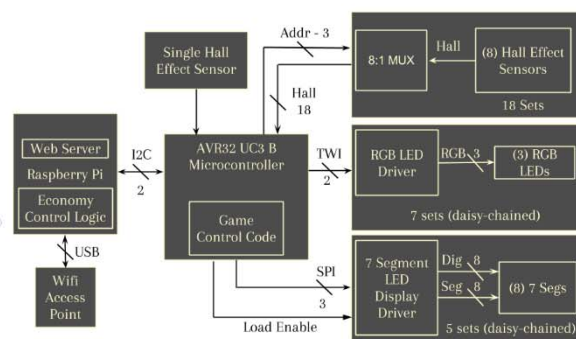 Single Hall
Effect Sensor
Addr - 3
Hall
18
8:1 MUX
Hall
(8) Hall Effect
Sensors
18 Sets
Web Server
Raspberry Pi
Economy
Control Logic
I2C
2
AVR32 UC3 B
Microcontroller
Game
Control Code
TWI
2
RGB LED
Driver
RGB 3
(3) RGB
LEDs
7 sets (daisy-chained)
USB
Wifi
Access
Point
SPI
3
Load Enable
7 Segment
LED
Display
Driver
Dig 8
Seg 8
(8) 7 Segs
5 sets (daisy-chained)